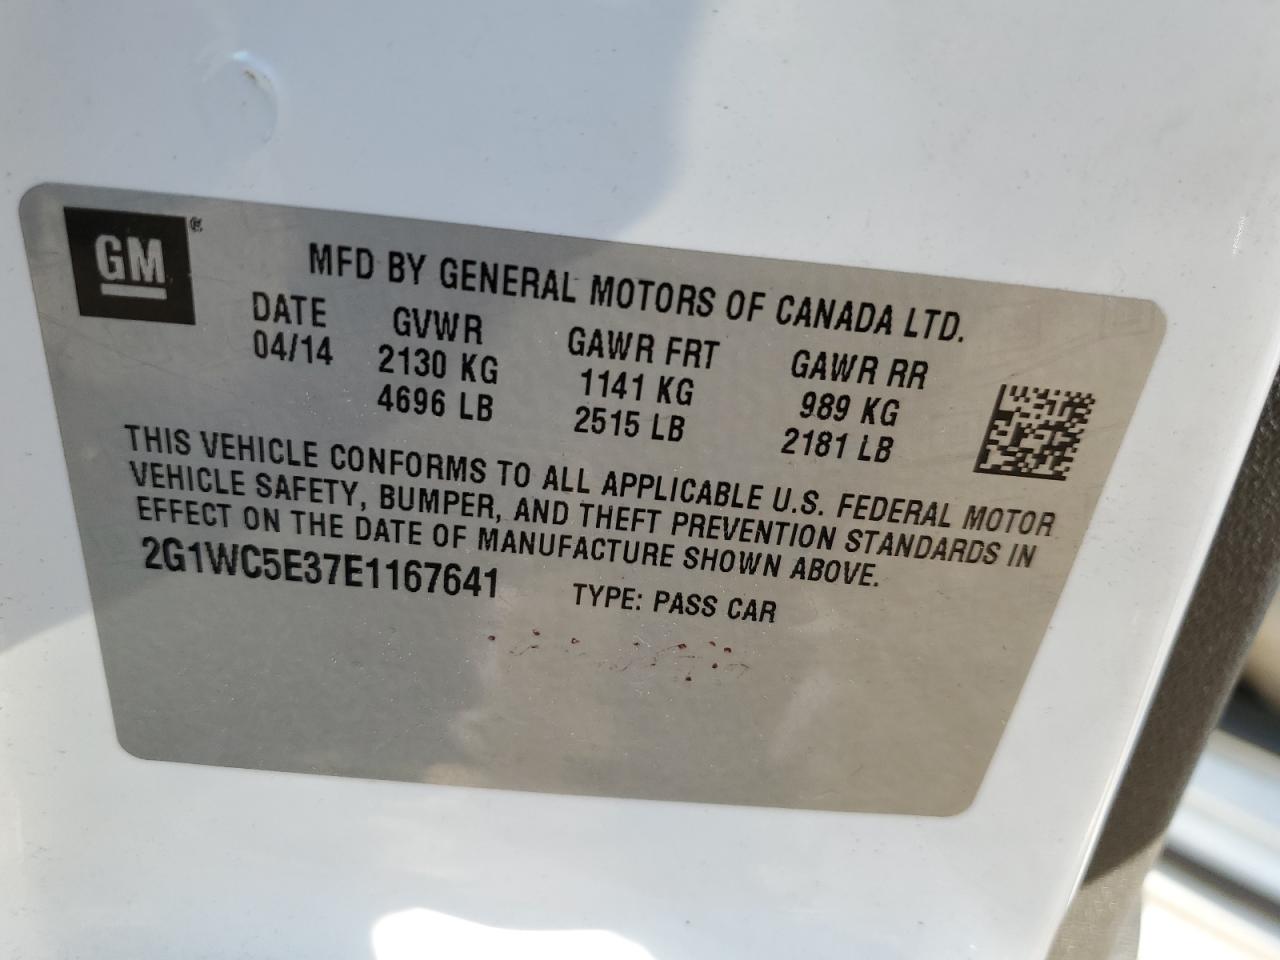 GM®
MFD BY GENERAL MOTORS OF CANADA LTD.
DATE GVWR GAWR FRT GAWR RR
04/14 2130 KG 1141 KG 989 KG
4696 LB 2515 LB 2181 LB
THIS VEHICLE CONFORMS TO ALL APPLICABLE U.S. FEDERAL MOTOR
VEHICLE SAFETY, BUMPER, AND THEFT PREVENTION STANDARDS IN
EFFECT ON THE DATE OF MANUFACTURE SHOWN ABOVE.
2G1WC5E37E1167641 TYPE: PASS CAR